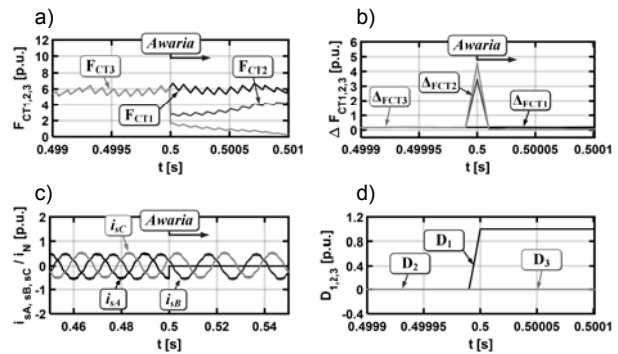 a)
Awaria
F_CT1,2,3 [p.u.]
12
10
8
6
4
2
0
F_CT3
F_CT1
F_CT2
0.499
0.4995
0.5
0.5005
0.501
t [s]
b)
Awaria
Δ F_CT1,2,3 [p.u.]
6
5
4
3
2
1
0
Δ_FCT3
Δ_FCT2
Δ_FCT1
0.4999
0.49995
0.5
0.50005
0.5001
t [s]
c)
Awaria
i_sA, sB, sC / i_N [p.u.]
2
1
0
-1
-2
i_sC
i_sA
i_sB
0.46
0.48
0.5
0.52
0.54
t [s]
d)
D_1,2,3 [p.u.]
1.2
0.8
0.4
0
-0.4
D_2
D_1
D_3
0.4999
0.49995
0.5
0.50005
0.5001
t [s]